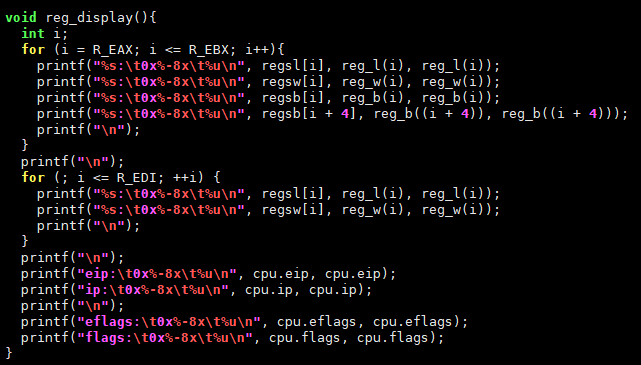 void reg_display(){
  int i;
  for (i = R_EAX; i <= R_EBX; i++){
    printf("%s:\t0x%-8x\t%u\n", regsl[i], reg_l(i), reg_l(i));
    printf("%s:\t0x%-8x\t%u\n", regsw[i], reg_w(i), reg_w(i));
    printf("%s:\t0x%-8x\t%u\n", regsb[i], reg_b(i), reg_b(i));
    printf("%s:\t0x%-8x\t%u\n", regsb[i + 4], reg_b((i + 4)), reg_b((i + 4)));
    printf("\n");
  }
  printf("\n");
  for (; i <= R_EDI; ++i) {
    printf("%s:\t0x%-8x\t%u\n", regsl[i], reg_l(i), reg_l(i));
    printf("%s:\t0x%-8x\t%u\n", regsw[i], reg_w(i), reg_w(i));
    printf("\n");
  }
  printf("\n");
  printf("eip:\t0x%-8x\t%u\n", cpu.eip, cpu.eip);
  printf("ip:\t0x%-8x\t%u\n", cpu.ip, cpu.ip);
  printf("\n");
  printf("eflags:\t0x%-8x\t%u\n", cpu.eflags, cpu.eflags);
  printf("flags:\t0x%-8x\t%u\n", cpu.flags, cpu.flags);
}